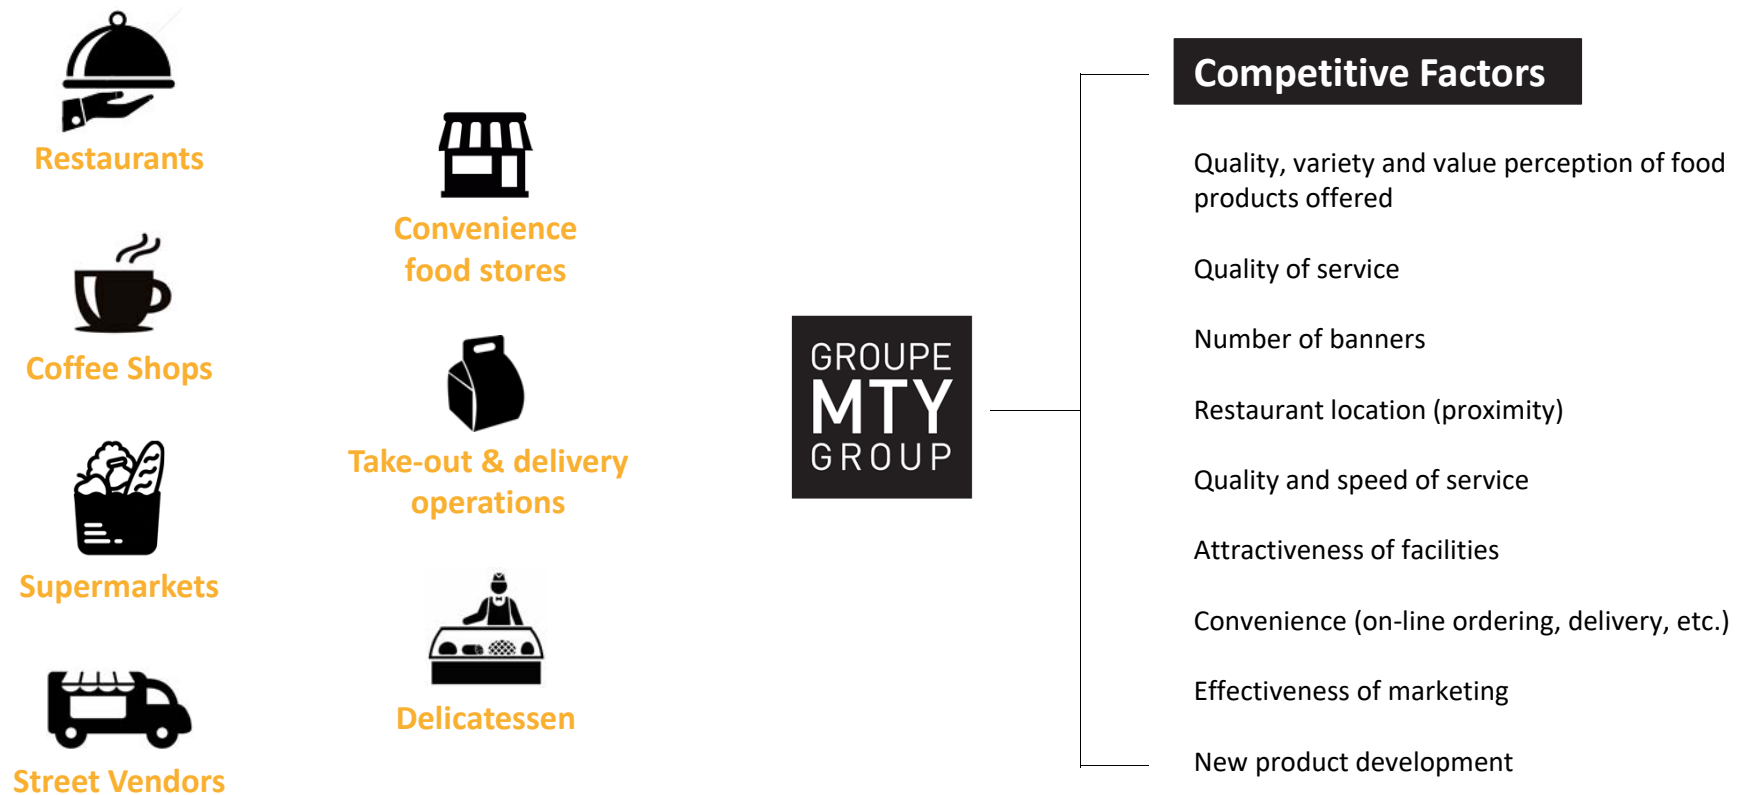 Restaurants
Coffee Shops
Supermarkets
Street Vendors
Convenience
food stores
Take-out & delivery
operations
Delicatessen
GROUPE
MTY
GROUP
Competitive Factors
Quality, variety and value perception of food
products offered
Quality of service
Number of banners
Restaurant location (proximity)
Quality and speed of service
Attractiveness of facilities
Convenience (on-line ordering, delivery, etc.)
Effectiveness of marketing
New product development